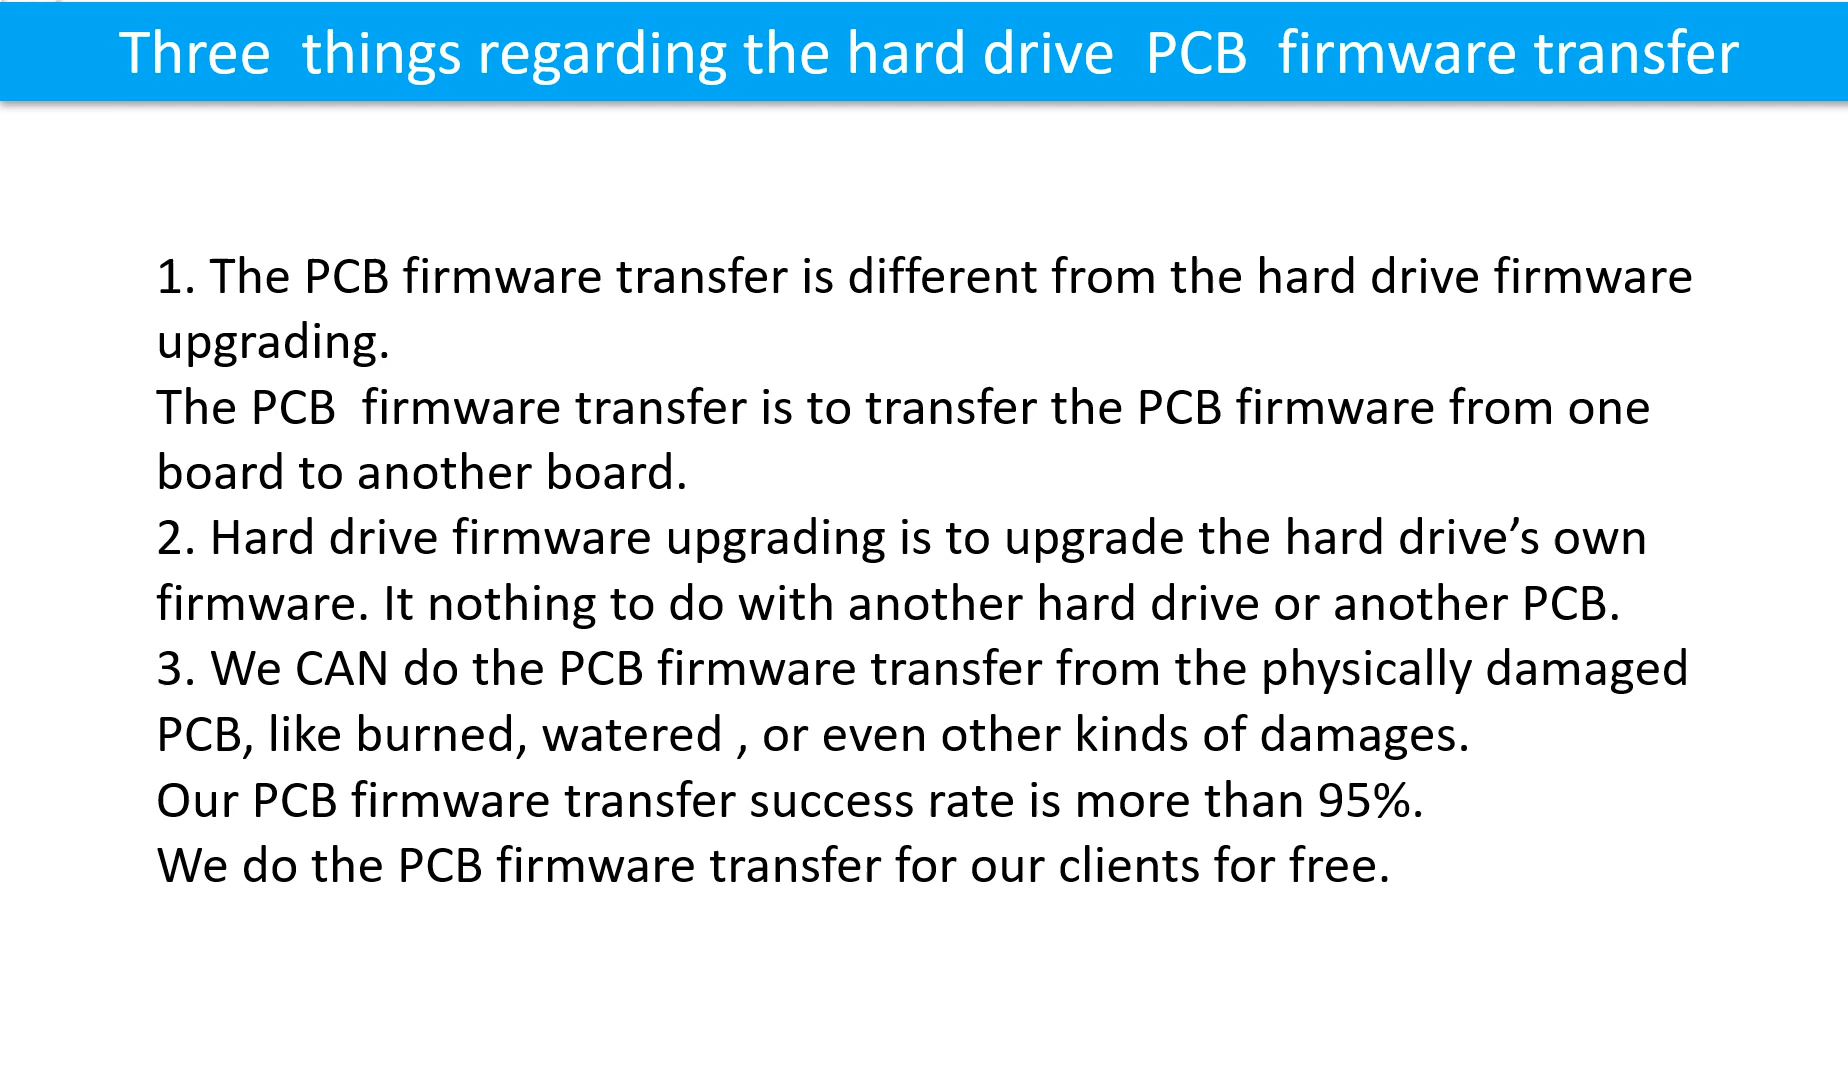 Three things regarding the hard drive PCB firmware transfer
1. The PCB firmware transfer is different from the hard drive firmware
upgrading.
The PCB firmware transfer is to transfer the PCB firmware from one
board to another board.
2. Hard drive firmware upgrading is to upgrade the hard drive’s own
firmware. It nothing to do with another hard drive or another PCB.
3. We CAN do the PCB firmware transfer from the physically damaged
PCB, like burned, watered , or even other kinds of damages.
Our PCB firmware transfer success rate is more than 95%.
We do the PCB firmware transfer for our clients for free.